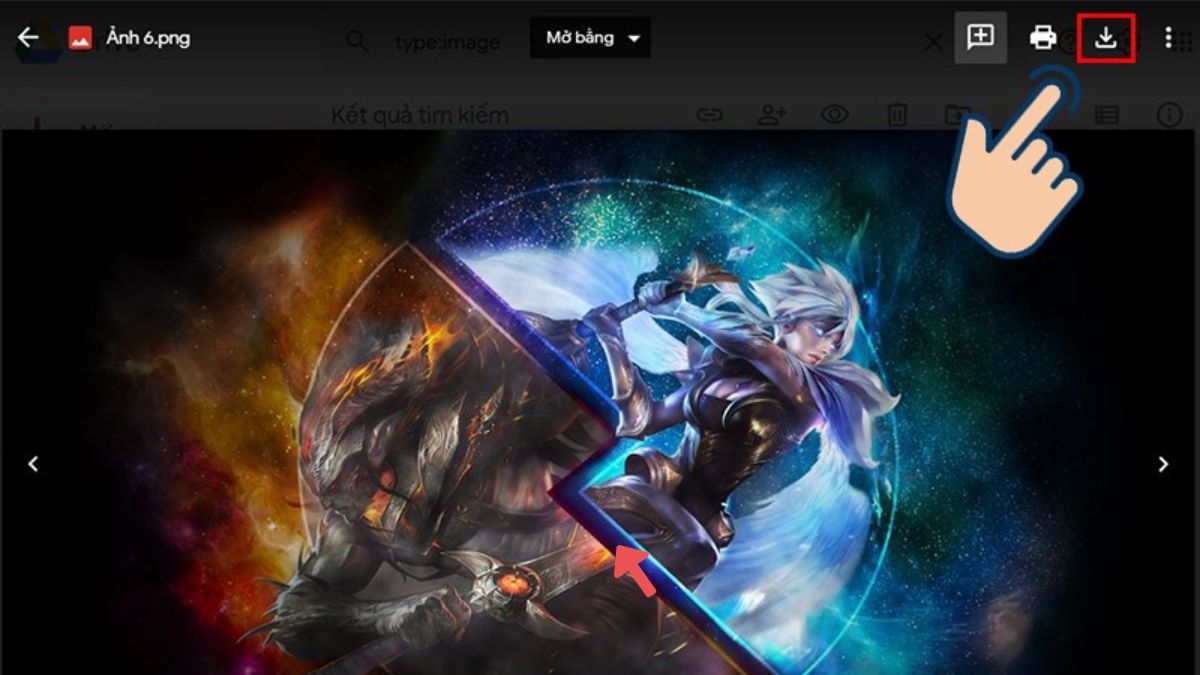 Ảnh 6.png
type:image
Mở bằng
Kết quả tìm kiếm